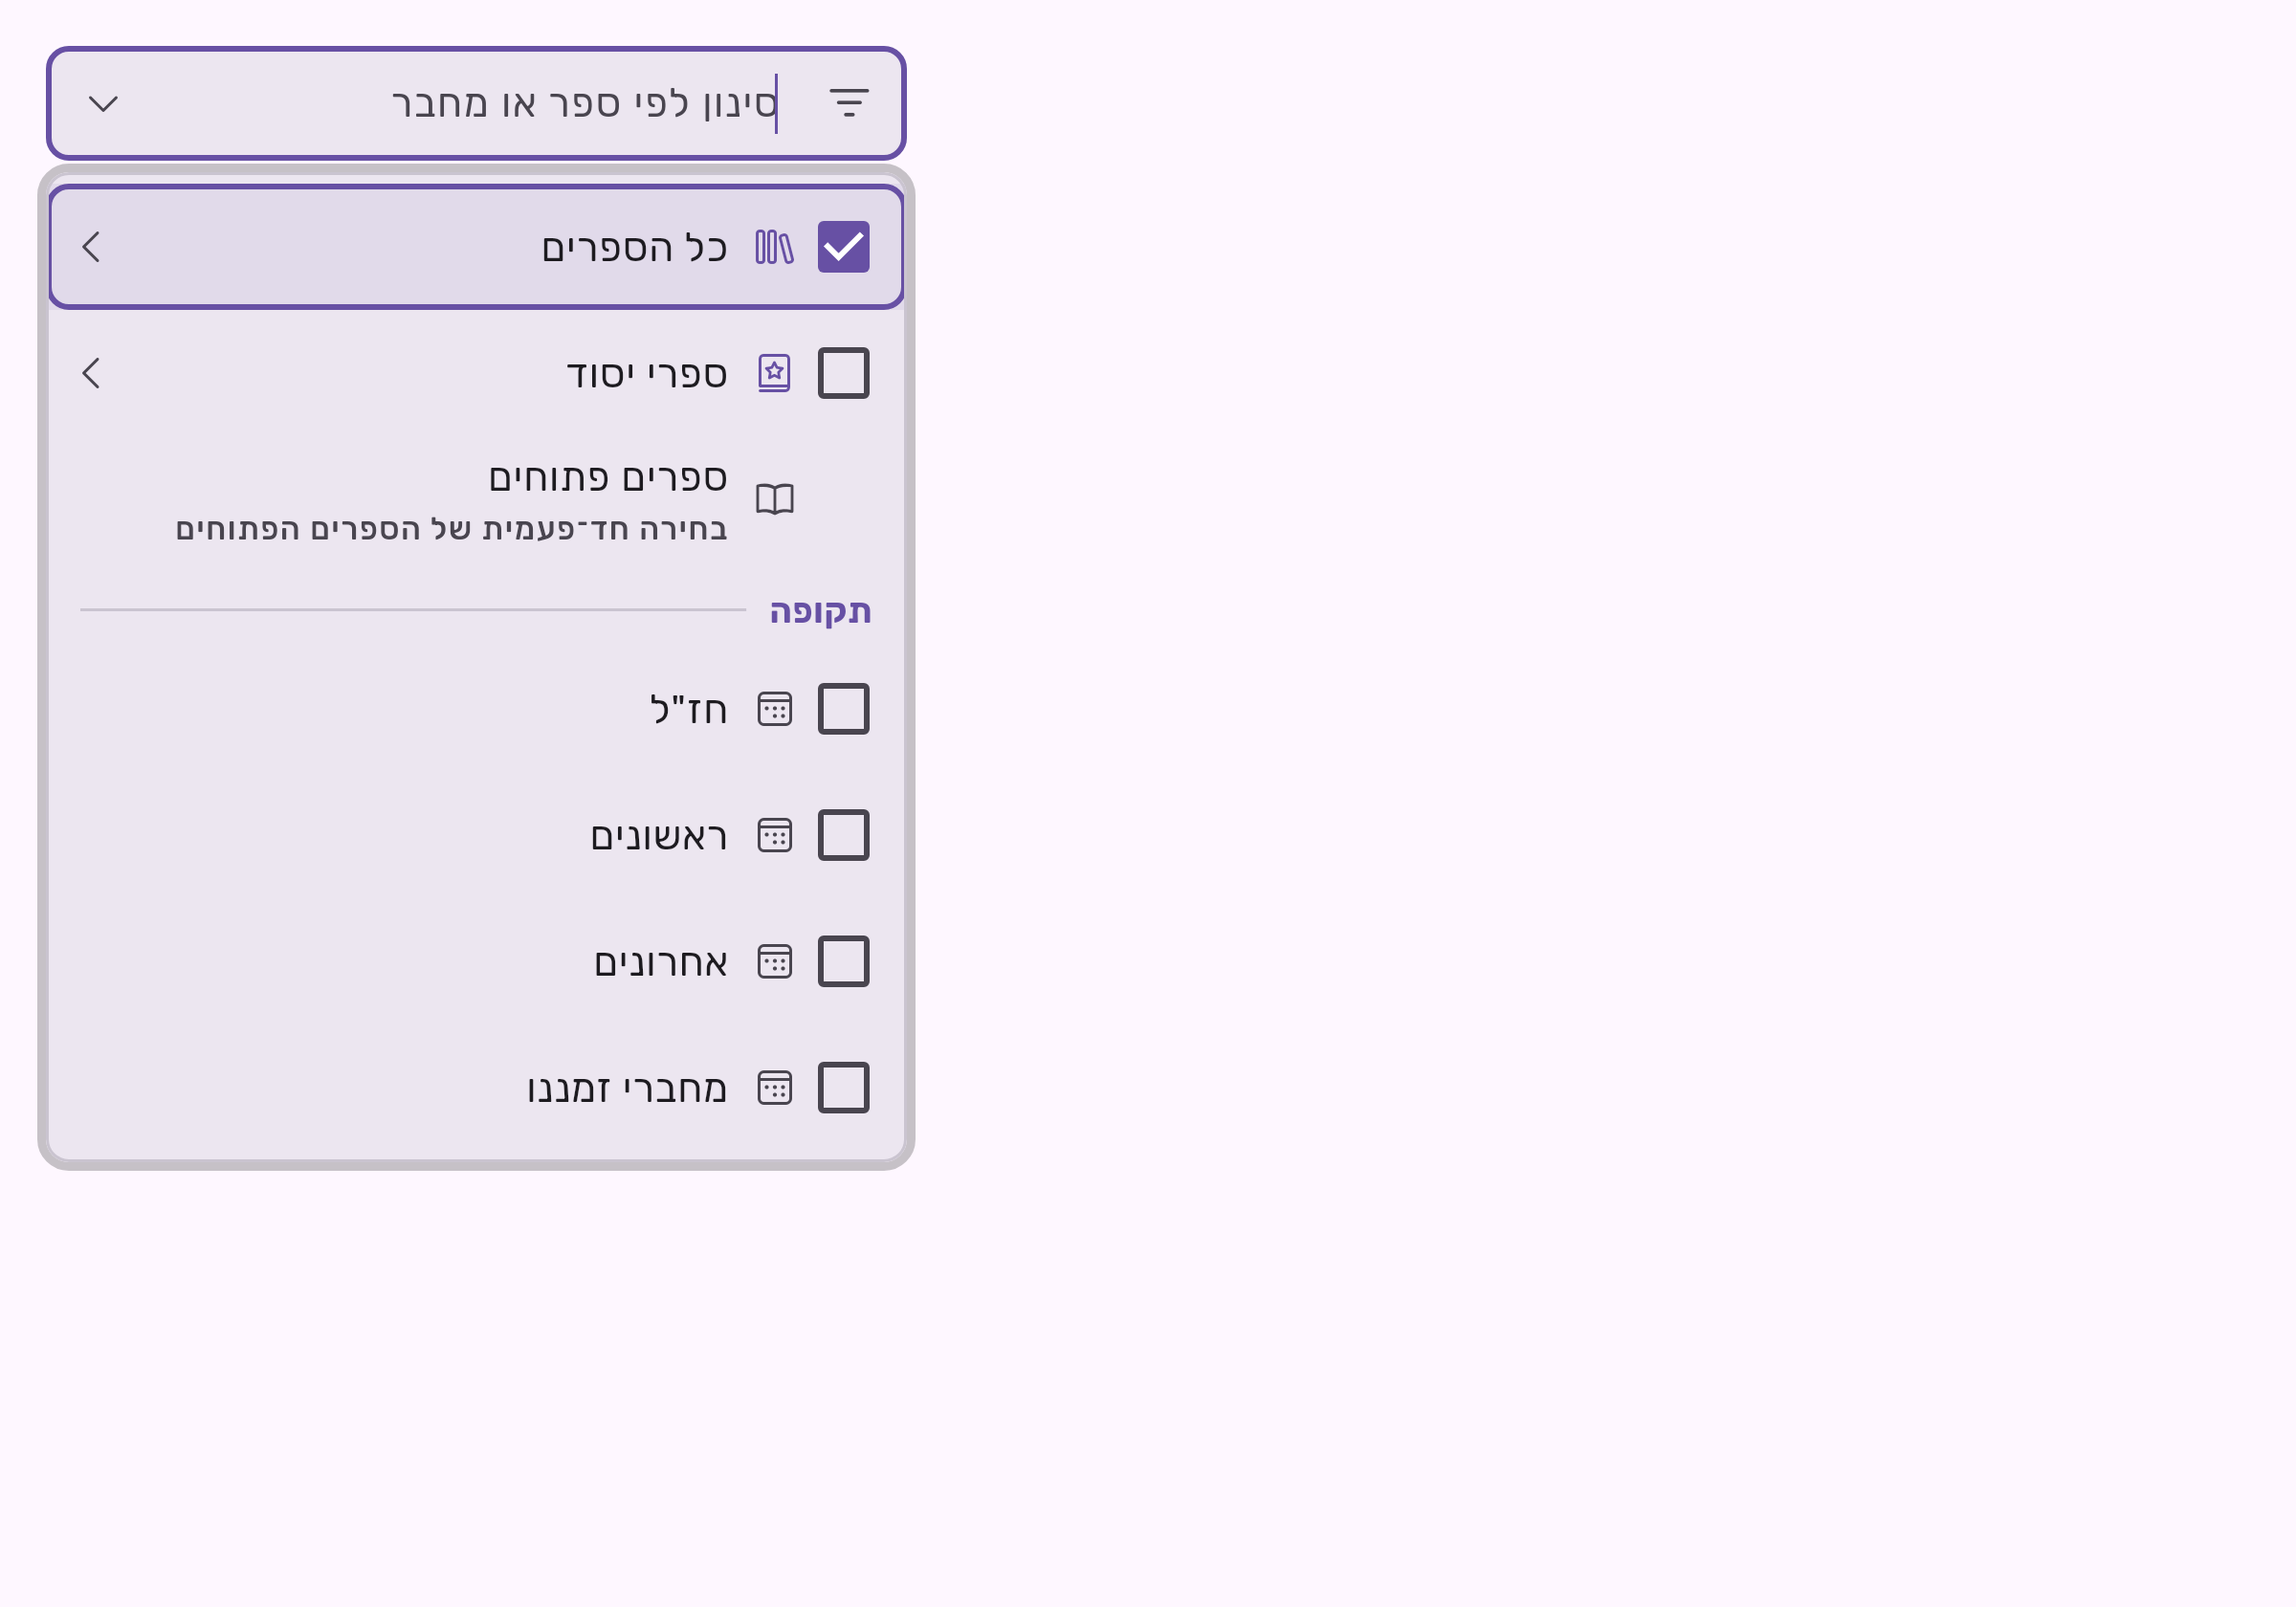 סינון לפי ספר או מחבר
כל הספרים
ספרי יסוד
ספרים פתוחים
בחירה חד־פעמית של הספרים הפתוחים
תקופה
חז"ל
ראשונים
אחרונים
מחברי זמננו